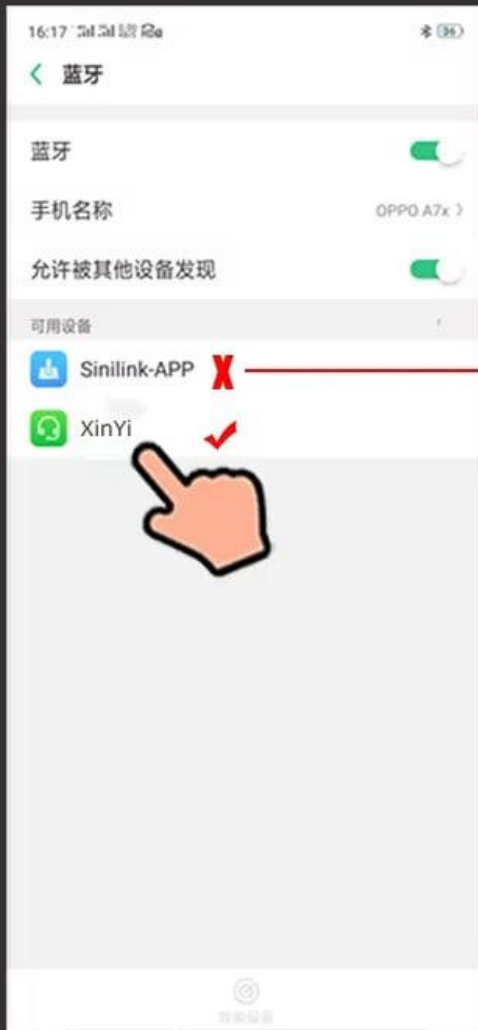 16:17
蓝牙
蓝牙
手机名称 OPPO A7x
允许被其他设备发现
可用设备
Sinilink-APP X
XinYi